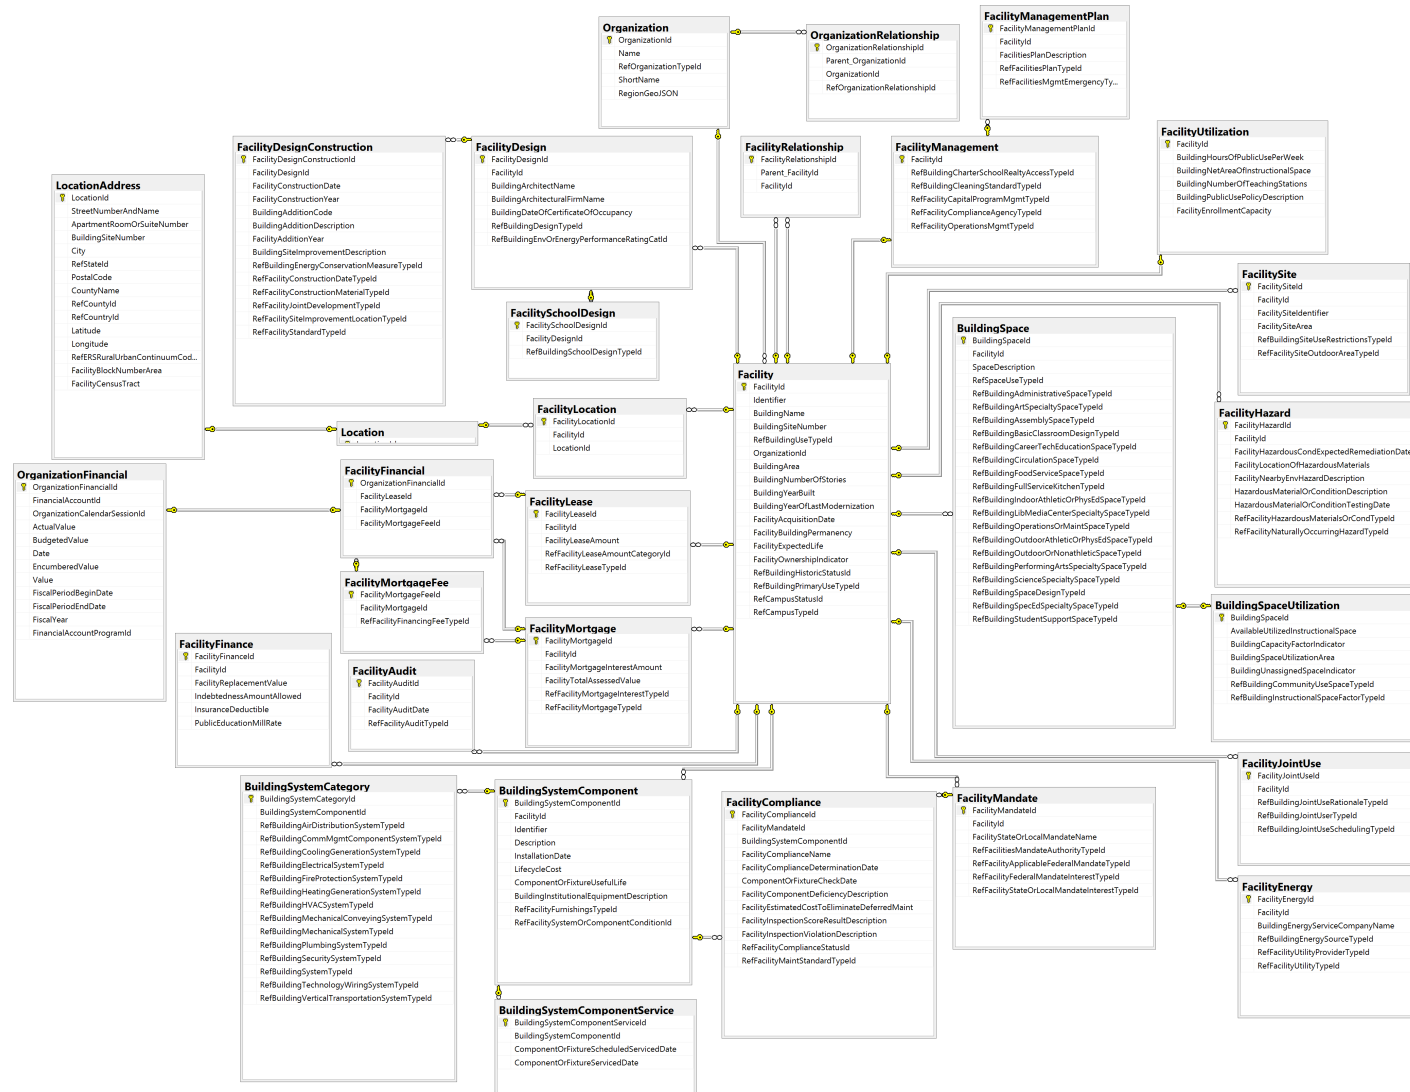 Organization
OrganizationId
Name
RefOrganizationTypeId
ShortName
RegionGeoJSON
OrganizationRelationship
OrganizationRelationshipId
Parent_OrganizationId
OrganizationId
RefOrganizationRelationshipId
FacilityManagementPlan
FacilityManagementPlanId
FacilityId
FacilitiesPlanDescription
RefFacilitiesPlanTypeId
RefFacilitiesMgmtEmergencyTy...
FacilityDesignConstruction
FacilityDesignConstructionId
FacilityDesignId
FacilityConstructionDate
FacilityConstructionYear
BuildingAdditionCode
BuildingAdditionDescription
FacilityAdditionYear
BuildingSiteImprovementDescription
RefBuildingEnergyConservationMeasureTypeId
RefFacilityConstructionDateTypeId
RefFacilityConstructionMaterialTypeId
RefFacilityJointDevelopmentTypeId
RefFacilitySiteImprovementLocationTypeId
RefFacilityStandardTypeId
FacilityDesign
FacilityDesignId
FacilityId
BuildingArchitectName
BuildingArchitecturalFirmName
BuildingDateOfCertificateOfOccupancy
RefBuildingDesignTypeId
RefBuildingEnvOrEnergyPerformanceRatingCatId
FacilityRelationship
FacilityRelationshipId
Parent_FacilityId
FacilityId
FacilityManagement
FacilityId
RefBuildingCharterSchoolRealtyAccessTypeId
RefBuildingCleaningStandardTypeId
RefFacilityCapitalProgramMgmtTypeId
RefFacilityComplianceAgencyTypeId
RefFacilityOperationsMgmtTypeId
FacilityUtilization
FacilityId
BuildingHoursOfPublicUsePerWeek
BuildingNetAreaOfInstructionalSpace
BuildingNumberOfTeachingStations
BuildingPublicUsePolicyDescription
FacilityEnrollmentCapacity
LocationAddress
LocationId
StreetNumberAndName
ApartmentRoomOrSuiteNumber
BuildingSiteNumber
City
RefStateId
PostalCode
CountyName
RefCountyId
RefCountryId
Latitude
Longitude
RefERSRuralUrbanContinuumCod...
FacilityBlockNumberArea
FacilityCensusTract
FacilitySchoolDesign
FacilitySchoolDesignId
FacilityDesignId
RefBuildingSchoolDesignTypeId
FacilitySite
FacilitySiteId
FacilityId
FacilitySiteIdentifier
FacilitySiteArea
RefBuildingSiteUseRestrictionsTypeId
RefFacilitySiteOutdoorAreaTypeId
BuildingSpace
BuildingSpaceId
FacilityId
SpaceDescription
RefSpaceUseTypeId
RefBuildingAdministrativeSpaceTypeId
RefBuildingArtSpecialtySpaceTypeId
RefBuildingAssemblySpaceTypeId
RefBuildingBasicClassroomDesignTypeId
RefBuildingCareerTechEducationSpaceTypeId
RefBuildingCirculationSpaceTypeId
RefBuildingFoodServiceSpaceTypeId
RefBuildingFullServiceKitchenTypeId
RefBuildingIndoorAthleticOrPhysEdSpaceTypeId
RefBuildingLibMediaCenterSpecialtySpaceTypeId
RefBuildingOperationsOrMaintSpaceTypeId
RefBuildingOutdoorAthleticOrPhysEdSpaceTypeId
RefBuildingOutdoorOrNonathleticSpaceTypeId
RefBuildingPerformingArtsSpecialtySpaceTypeId
RefBuildingScienceSpecialtySpaceTypeId
RefBuildingSpaceDesignTypeId
RefBuildingSpecEdSpecialtySpaceTypeId
RefBuildingStudentSupportSpaceTypeId
Facility
FacilityId
Identifier
BuildingName
BuildingSiteNumber
RefBuildingUseTypeId
OrganizationId
BuildingArea
BuildingNumberOfStories
BuildingYearBuilt
BuildingYearOfLastModernization
FacilityAcquisitionDate
FacilityBuildingPermanency
FacilityExpectedLife
FacilityOwnershipIndicator
RefBuildingHistoricStatusId
RefBuildingPrimaryUseTypeId
RefCampusStatusId
RefCampusTypeId
FacilityHazard
FacilityHazardId
FacilityId
FacilityHazardousCondExpectedRemediationDate
FacilityLocationOfHazardousMaterials
FacilityNearbyEnvHazardDescription
HazardousMaterialOrConditionDescription
HazardousMaterialOrConditionTestingDate
RefFacilityHazardousMaterialsOrCondTypeId
RefFacilityNaturallyOccurringHazardTypeId
Location
FacilityLocation
FacilityLocationId
FacilityId
LocationId
OrganizationFinancial
OrganizationFinancialId
FinancialAccountId
OrganizationCalendarSessionId
ActualValue
BudgetedValue
Date
EncumberedValue
Value
FiscalPeriodBeginDate
FiscalPeriodEndDate
FiscalYear
FinancialAccountProgramId
FacilityFinancial
OrganizationFinancialId
FacilityLeaseId
FacilityMortgageId
FacilityMortgageFeeId
FacilityLease
FacilityLeaseId
FacilityId
FacilityLeaseAmount
RefFacilityLeaseAmountCategoryId
RefFacilityLeaseTypeId
FacilityMortgageFee
FacilityMortgageFeeId
FacilityMortgageId
RefFacilityFinancingFeeTypeId
FacilityMortgage
FacilityMortgageId
FacilityId
FacilityMortgageInterestAmount
FacilityTotalAssessedValue
RefFacilityMortgageInterestTypeId
RefFacilityMortgageTypeId
BuildingSpaceUtilization
BuildingSpaceId
AvailableUtilizedInstructionalSpace
BuildingCapacityFactorIndicator
BuildingSpaceUtilizationArea
BuildingUnassignedSpaceIndicator
RefBuildingCommunityUseSpaceTypeId
RefBuildingInstructionalSpaceFactorTypeId
FacilityFinance
FacilityFinanceId
FacilityId
FacilityReplacementValue
IndebtednessAmountAllowed
InsuranceDeductible
PublicEducationMillRate
FacilityAudit
FacilityAuditId
FacilityId
FacilityAuditDate
RefFacilityAuditTypeId
FacilityJointUse
FacilityJointUseId
FacilityId
RefBuildingJointUseRationaleTypeId
RefBuildingJointUserTypeId
RefBuildingJointUseSchedulingTypeId
BuildingSystemCategory
BuildingSystemCategoryId
BuildingSystemComponentId
RefBuildingAirDistributionSystemTypeId
RefBuildingCommMgmtComponentSystemTypeId
RefBuildingCoolingGenerationSystemTypeId
RefBuildingElectricalSystemTypeId
RefBuildingFireProtectionSystemTypeId
RefBuildingHeatingGenerationSystemTypeId
RefBuildingHVACSystemTypeId
RefBuildingMechanicalConveyingSystemTypeId
RefBuildingMechanicalSystemTypeId
RefBuildingPlumbingSystemTypeId
RefBuildingSecuritySystemTypeId
RefBuildingSystemTypeId
RefBuildingTechnologyWiringSystemTypeId
RefBuildingVerticalTransportationSystemTypeId
BuildingSystemComponent
BuildingSystemComponentId
FacilityId
Identifier
Description
InstallationDate
LifecycleCost
ComponentOrFixtureUsefulLife
BuildingInstitutionalEquipmentDescription
RefFacilityFurnishingsTypeId
RefFacilitySystemOrComponentConditionId
FacilityCompliance
FacilityComplianceId
FacilityMandateId
BuildingSystemComponentId
FacilityComplianceName
FacilityComplianceDeterminationDate
ComponentOrFixtureCheckDate
FacilityComponentDeficiencyDescription
FacilityEstimatedCostToEliminateDeferredMaint
FacilityInspectionScoreResultDescription
FacilityInspectionViolationDescription
RefFacilityComplianceStatusId
RefFacilityMaintStandardTypeId
FacilityMandate
FacilityMandateId
FacilityId
FacilityStateOrLocalMandateName
RefFacilitiesMandateAuthorityTypeId
RefFacilityApplicableFederalMandateTypeId
RefFacilityFederalMandateInterestTypeId
RefFacilityStateOrLocalMandateInterestTypeId
FacilityEnergy
FacilityEnergyId
FacilityId
BuildingEnergyServiceCompanyName
RefBuildingEnergySourceTypeId
RefFacilityUtilityProviderTypeId
RefFacilityUtilityTypeId
BuildingSystemComponentService
BuildingSystemComponentServiceId
BuildingSystemComponentId
ComponentOrFixtureScheduledServicedDate
ComponentOrFixtureServicedDate